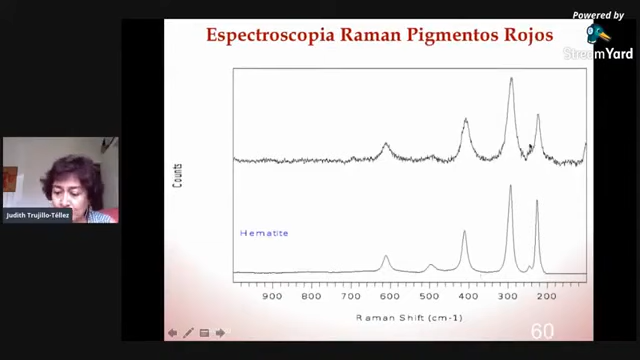 Powered by
StreamYard
Espectroscopia Raman Pigmentos Rojos
Counts
Hematite
900 800 700 600 500 400 300 200
Raman Shift (cm-1)
60
Judith Trujillo-Téllez